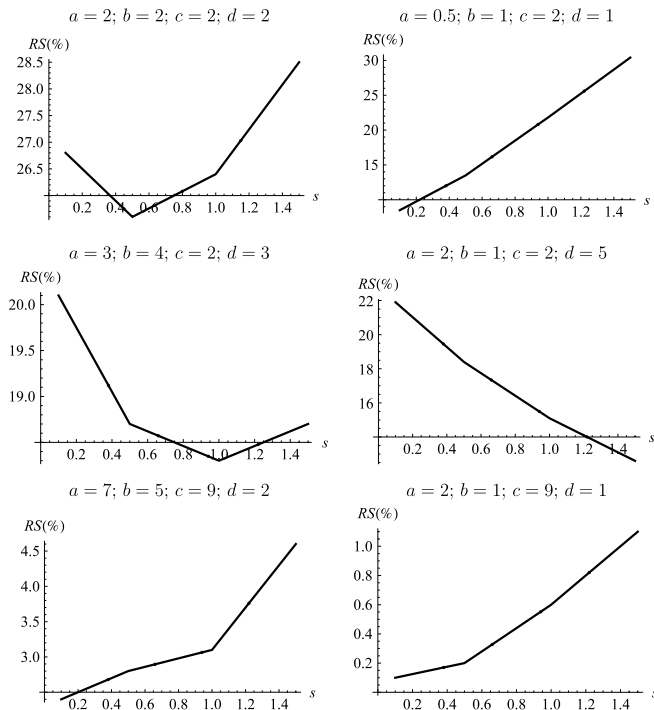 a = 2; b = 2; c = 2; d = 2
RS(%)
28.5
28.0
27.5
27.0
26.5
0.2 0.4 0.6 0.8 1.0 1.2 1.4 s
a = 0.5; b = 1; c = 2; d = 1
RS(%)
30
25
20
15
0.2 0.4 0.6 0.8 1.0 1.2 1.4 s
a = 3; b = 4; c = 2; d = 3
RS(%)
20.0
19.5
19.0
0.2 0.4 0.6 0.8 1.0 1.2 1.4 s
a = 2; b = 1; c = 2; d = 5
RS(%)
22
20
18
16
0.2 0.4 0.6 0.8 1.0 1.2 1.4 s
a = 7; b = 5; c = 9; d = 2
RS(%)
4.5
4.0
3.5
3.0
0.2 0.4 0.6 0.8 1.0 1.2 1.4 s
a = 2; b = 1; c = 9; d = 1
RS(%)
1.0
0.8
0.6
0.4
0.2
0.2 0.4 0.6 0.8 1.0 1.2 1.4 s